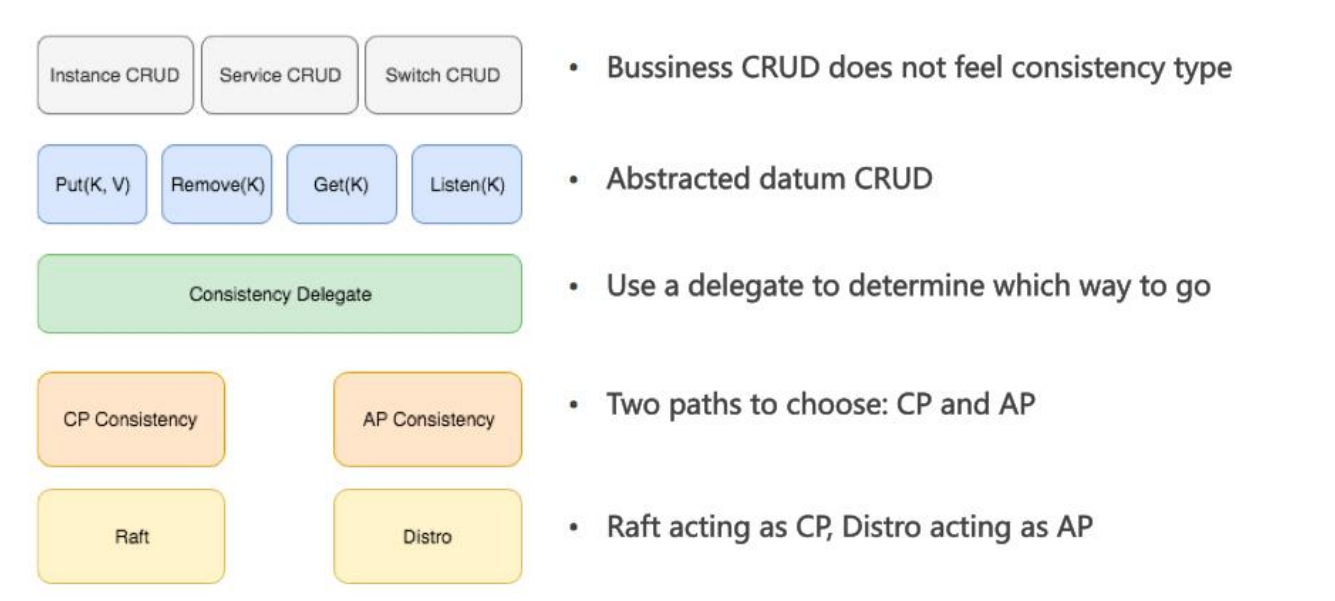 Instance CRUD Service CRUD Switch CRUD
• Bussiness CRUD does not feel consistency type
Put(K, V) Remove(K) Get(K) Listen(K)
• Abstracted datum CRUD
Consistency Delegate
• Use a delegate to determine which way to go
CP Consistency AP Consistency
• Two paths to choose: CP and AP
Raft Distro
• Raft acting as CP, Distro acting as AP